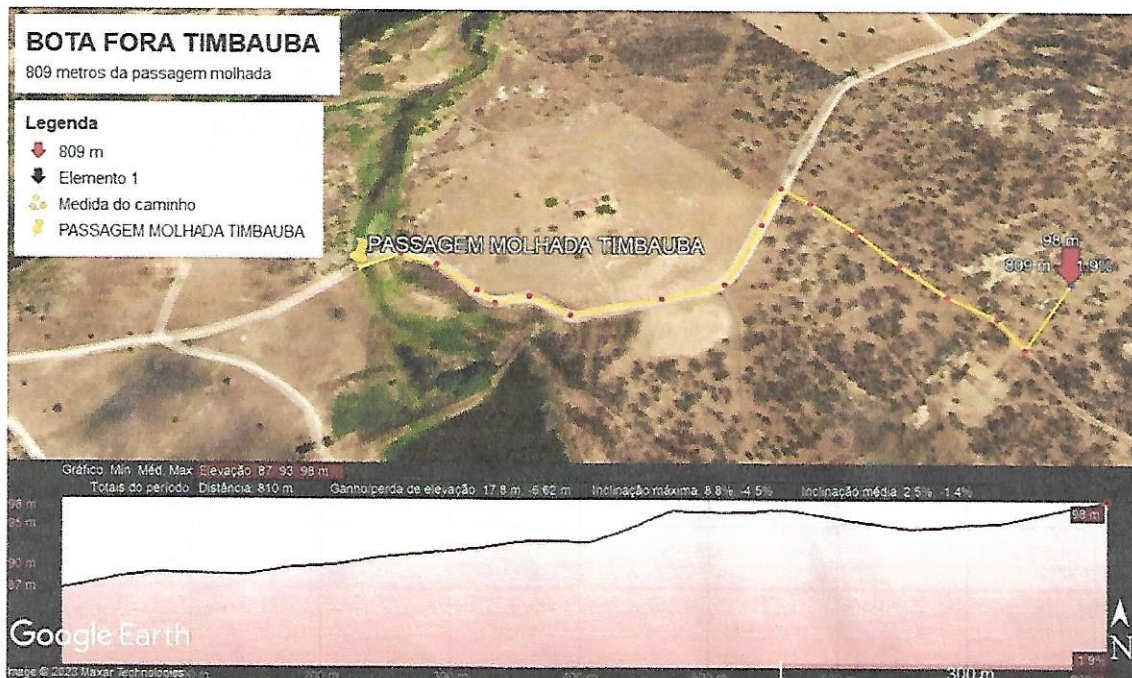 BOTA FORA TIMBAUBA
809 metros da passagem molhada
Legenda
809 m
Elemento 1
Medida do caminho
PASSAGEM MOLHADA TIMBAUBA
PASSAGEM MOLHADA TIMBAUBA
98 m
809 m 1.9%
Gráfico Min Méd. Max Elevação 87 93 98 m
Totais do período Distância 810 m Ganho/perda de elevação 17.8 m -6.62 m Inclinação máxima 8.8% -4.5% Inclinação média 2.5% -1.4%
98 m
95 m
90 m
87 m
98 m
Google Earth
N
1.9%
Image © 2023 Maxar Technologies
300 m